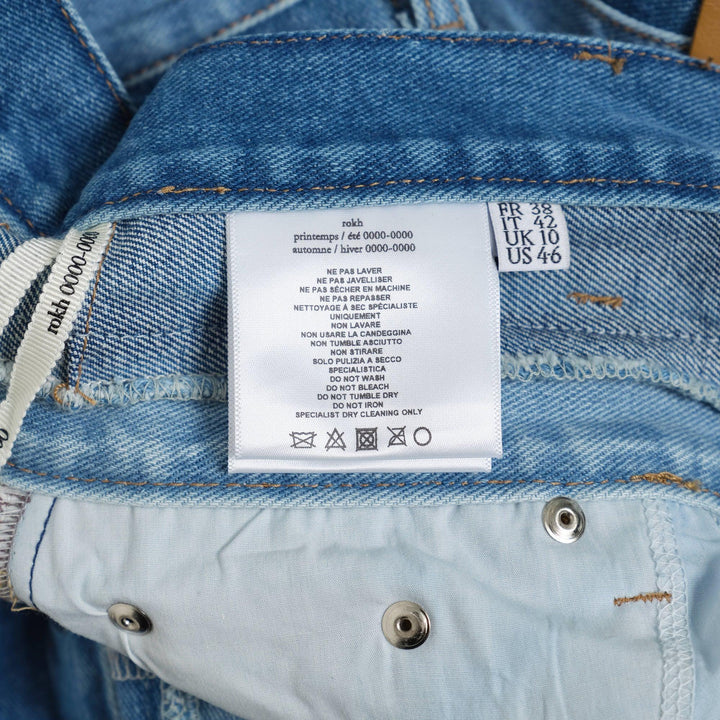 rokh
printemps / été 0000-0000
automne / hiver 0000-0000
NE PAS LAVER
NE PAS JAVELLISER
NE PAS SÉCHER EN MACHINE
NE PAS REPASSER
NETTOYAGE À SEC SPÉCIALISTE
UNIQUEMENT
NON LAVARE
NON USARE LA CANDEGGINA
NON TUMBLE ASCIUTTO
NON STIRARE
SOLO PULIZIA A SECCO
SPECIALISTICA
DO NOT WASH
DO NOT BLEACH
DO NOT TUMBLE DRY
DO NOT IRON
SPECIALIST DRY CLEANING ONLY
FR 38
IT 42
UK 10
US 46
rokh 0000-000